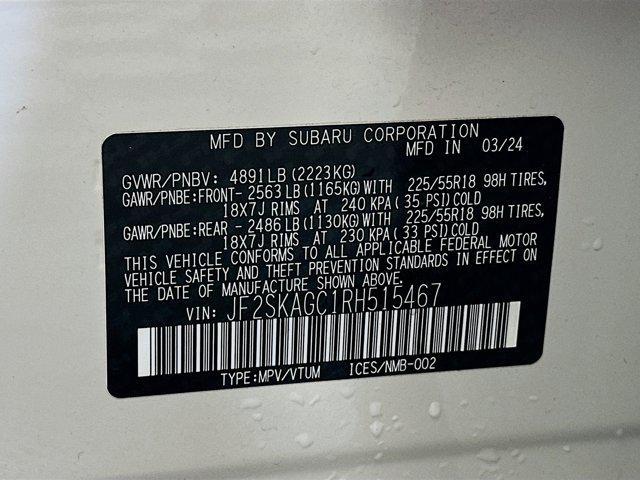 MFD BY SUBARU CORPORATION
MFD IN 03/24
GVWR/PNBV: 4891LB (2223KG)
GAWR/PNBE:FRONT- 2563 LB (1165KG) WITH 225/55R18 98H TIRES,
18X7J RIMS AT 240 KPA ( 35 PSI) COLD
GAWR/PNBE:REAR - 2486 LB (1130KG) WITH 225/55R18 98H TIRES,
18X7J RIMS AT 230 KPA ( 33 PSI) COLD
THIS VEHICLE CONFORMS TO ALL APPLICABLE FEDERAL MOTOR
VEHICLE SAFETY AND THEFT PREVENTION STANDARDS IN EFFECT ON
THE DATE OF MANUFACTURE SHOWN ABOVE.
VIN: JF2SKAGC1RH515467
TYPE:MPV/VTUM ICES/NMB-002